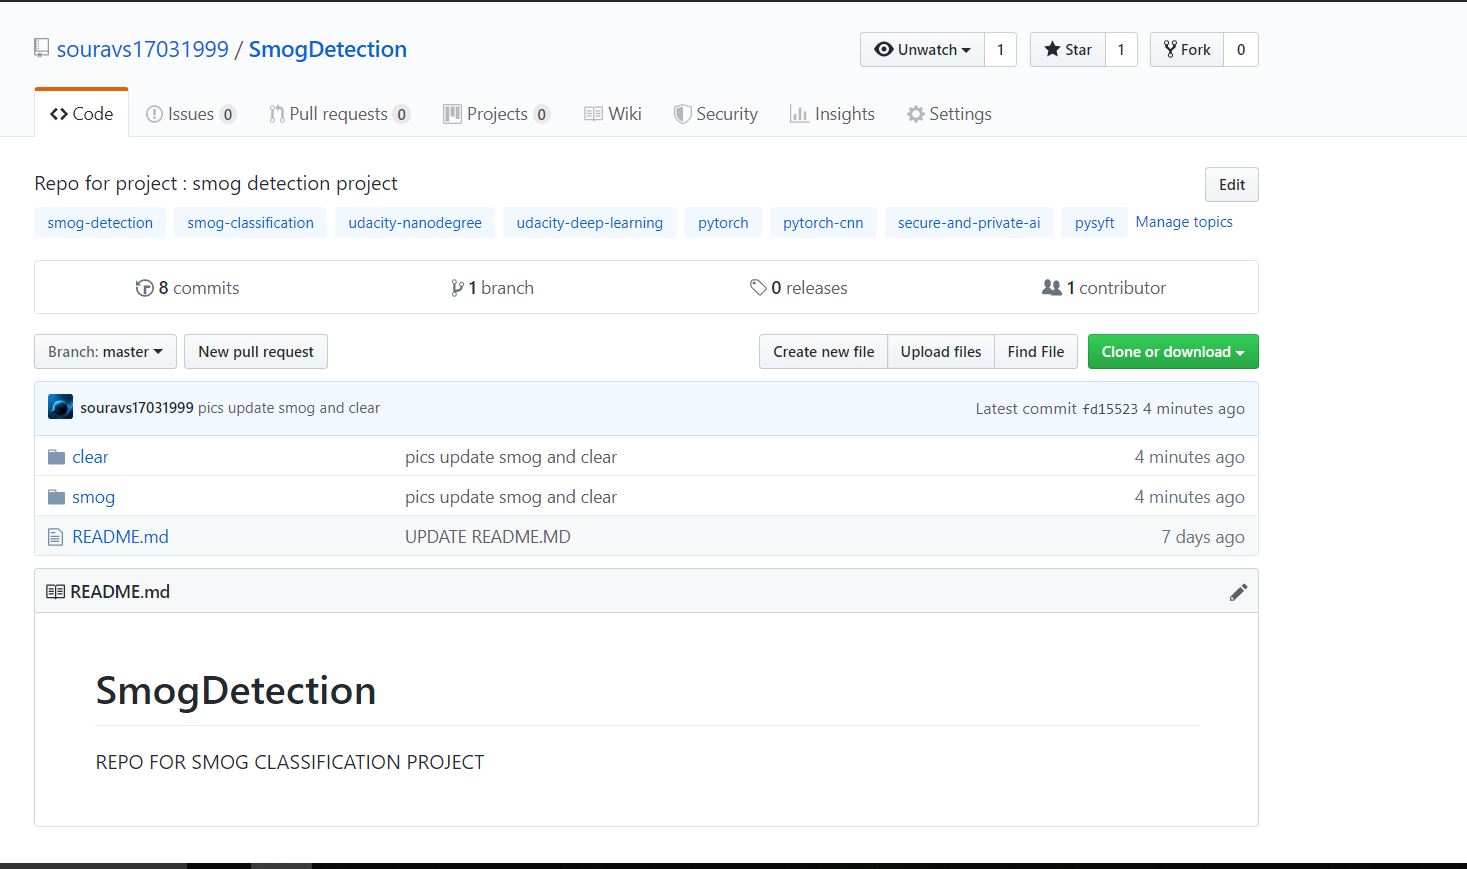 souravs17031999 / SmogDetection
Unwatch 1 Star 1 Fork 0
Code Issues 0 Pull requests 0 Projects 0 Wiki Security Insights Settings
Repo for project : smog detection project
Edit
smog-detection smog-classification udacity-nanodegree udacity-deep-learning pytorch pytorch-cnn secure-and-private-ai pysyft Manage topics
8 commits 1 branch 0 releases 1 contributor
Branch: master New pull request Create new file Upload files Find File Clone or download
souravs17031999 pics update smog and clear Latest commit fd15523 4 minutes ago
clear pics update smog and clear 4 minutes ago
smog pics update smog and clear 4 minutes ago
README.md UPDATE README.MD 7 days ago
README.md
SmogDetection
REPO FOR SMOG CLASSIFICATION PROJECT